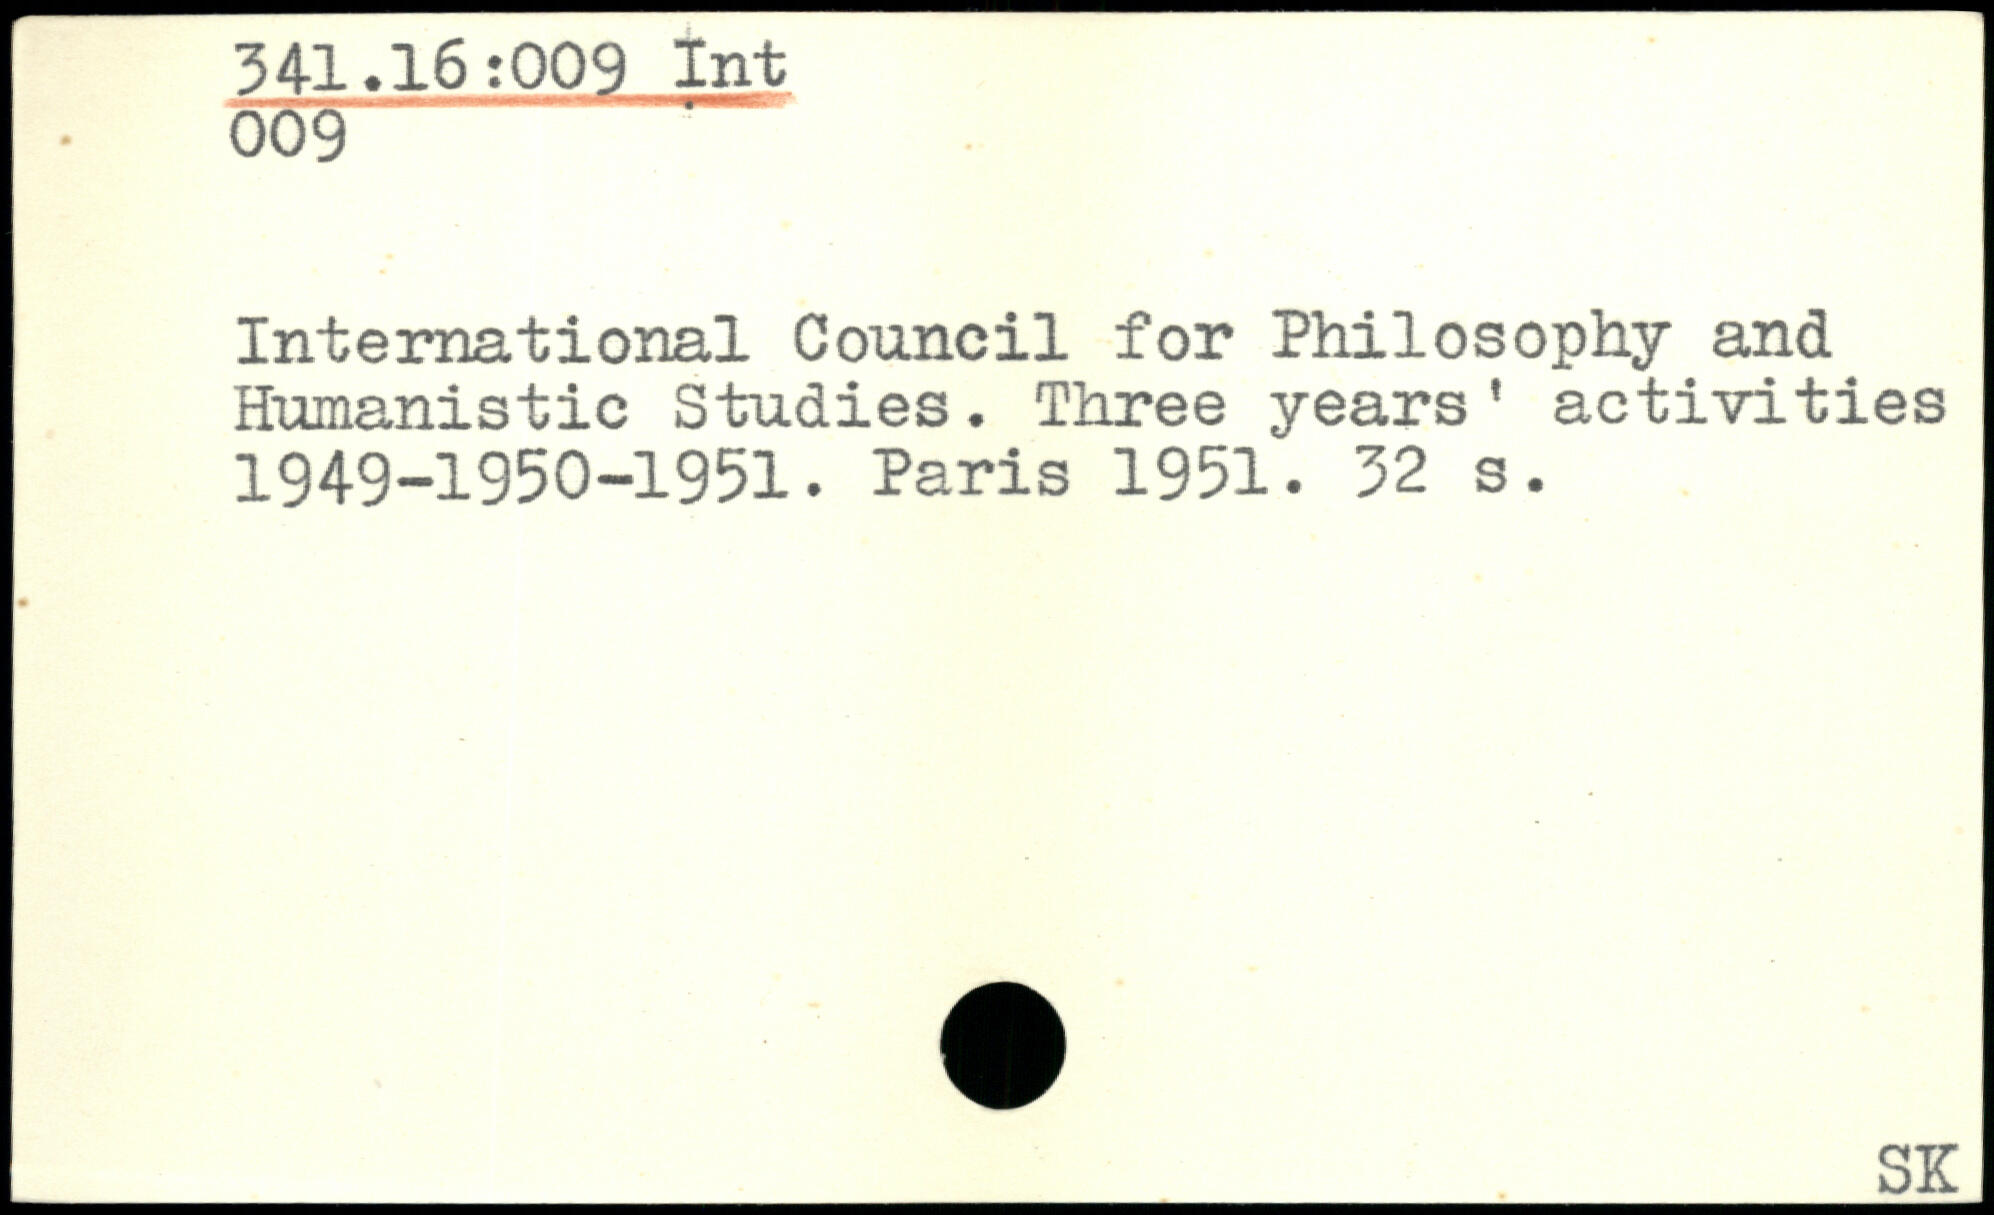 341.16:009 Int
009
International Council for Philosophy and
Humanistic Studies. Three years' activities
1949-1950-1951. Paris 1951. 32 s.
SK